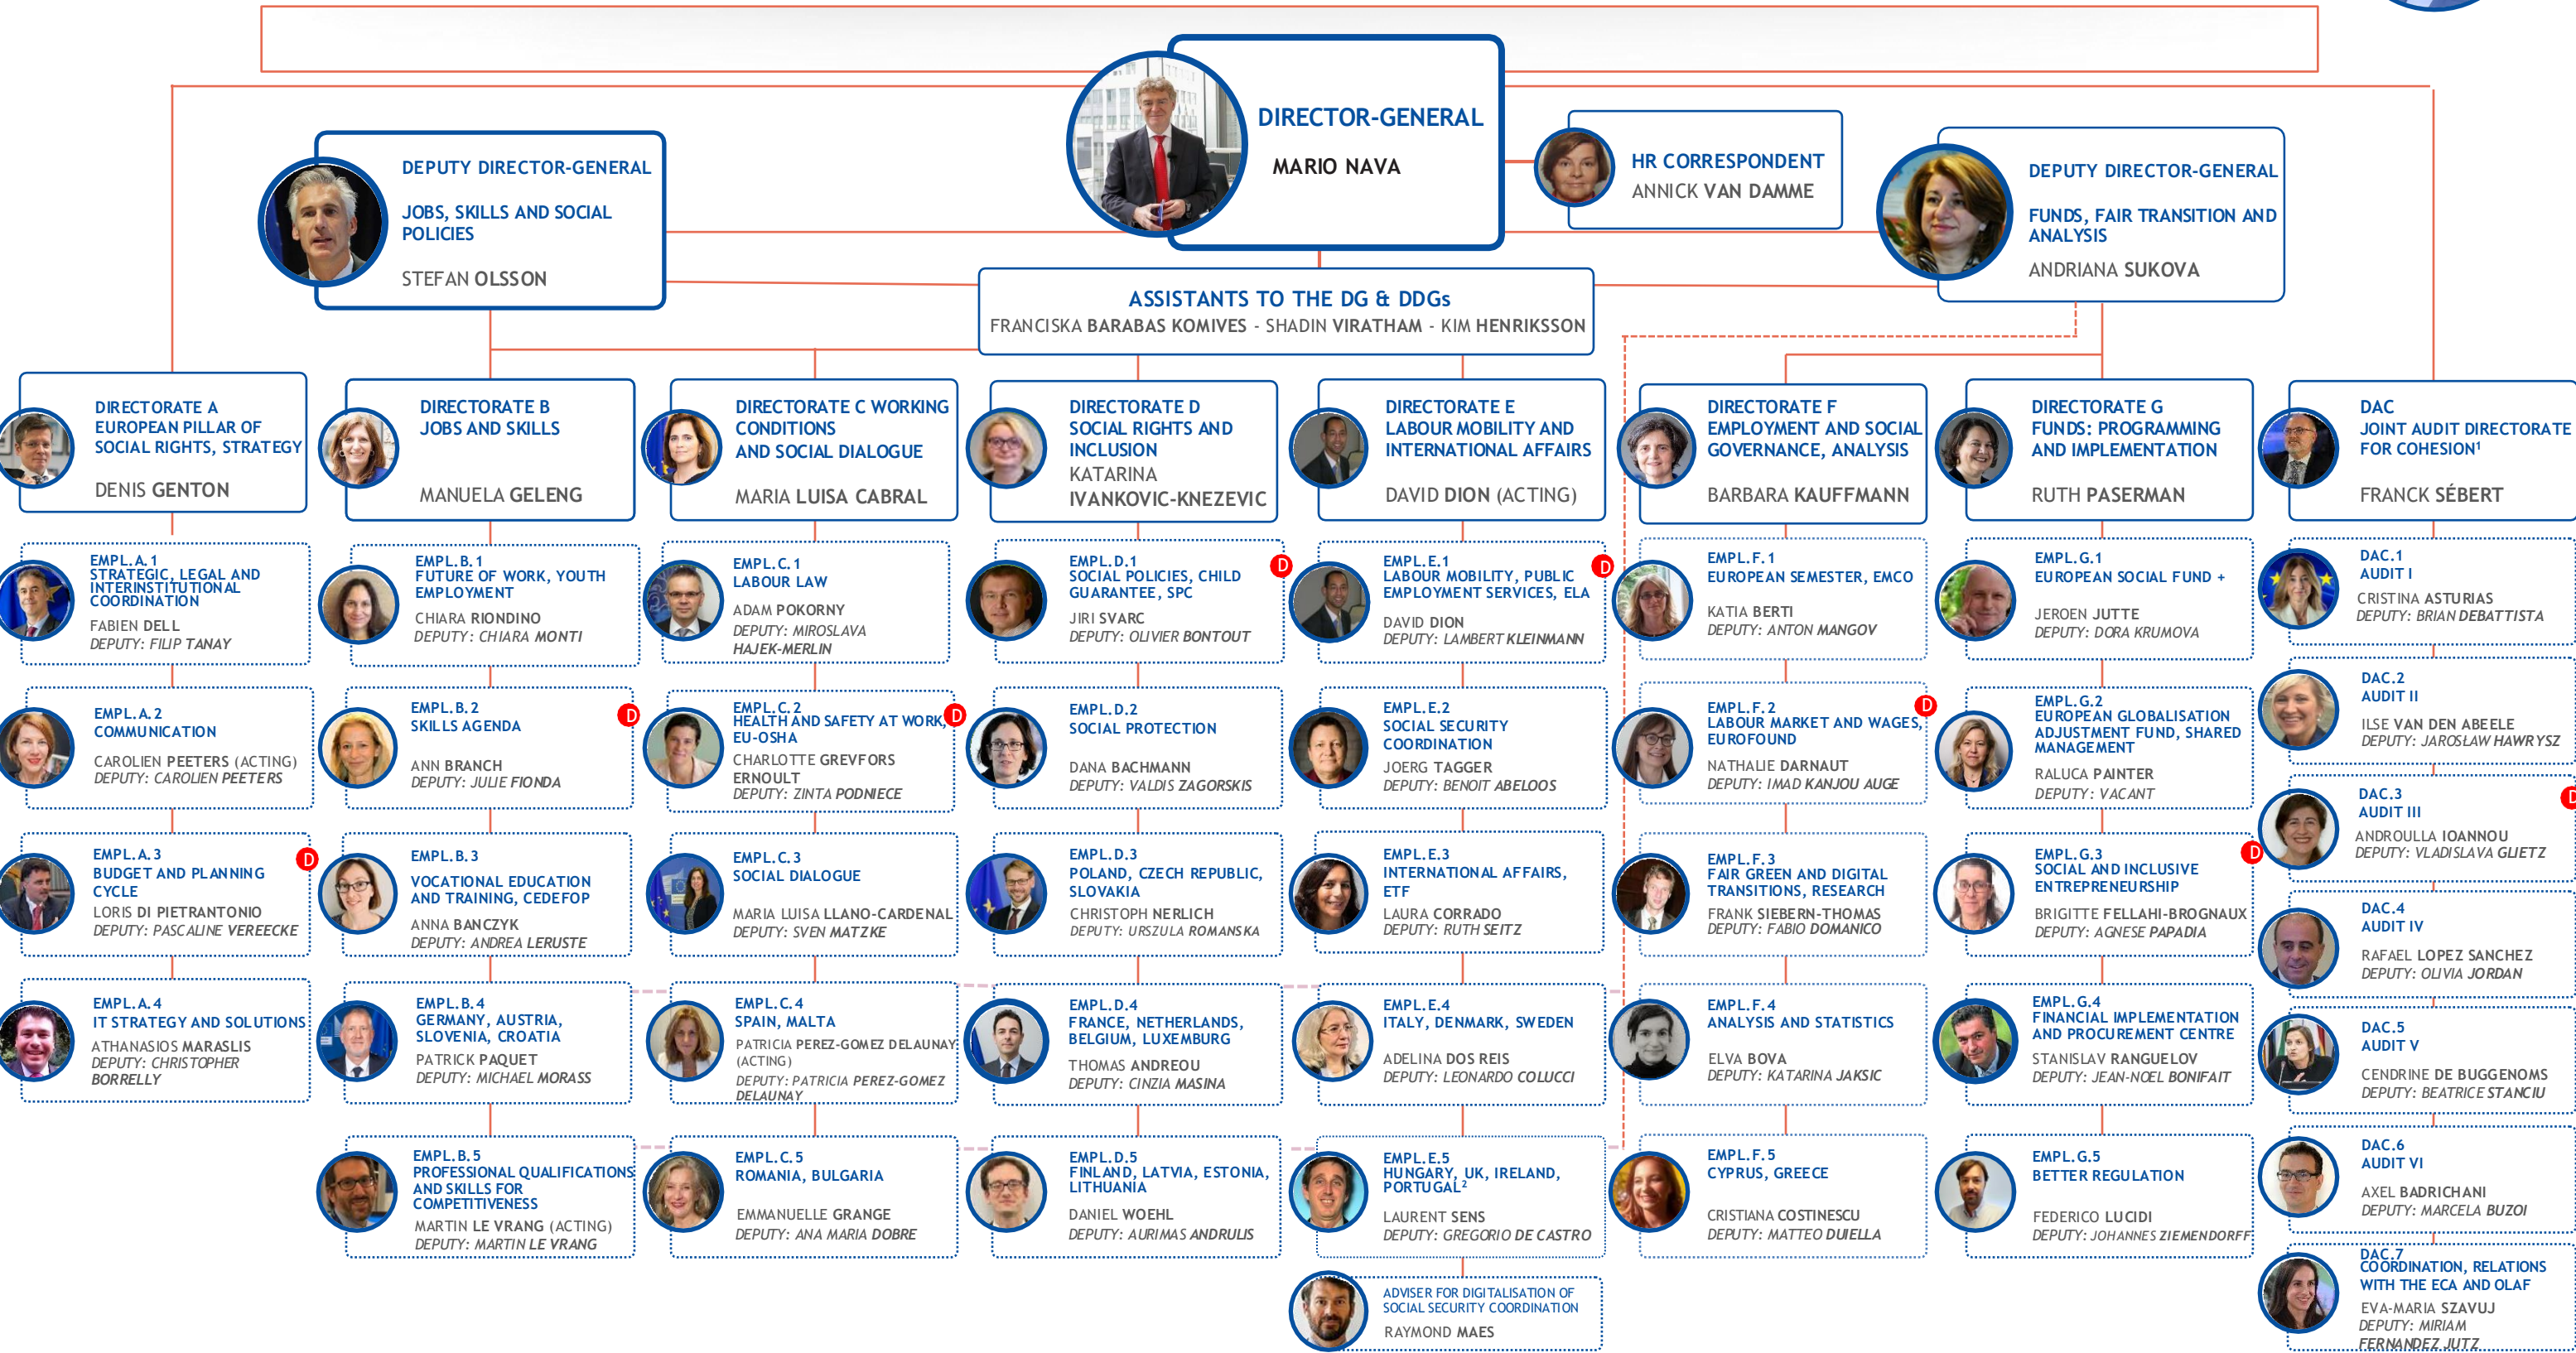 DIRECTOR-GENERAL
MARIO NAVA
HR CORRESPONDENT
ANNICK VAN DAMME
DEPUTY DIRECTOR-GENERAL
JOBS, SKILLS AND SOCIAL
POLICIES
STEFAN OLSSON
DEPUTY DIRECTOR-GENERAL
FUNDS, FAIR TRANSITION AND
ANALYSIS
ANDRIANA SUKOVA
ASSISTANTS TO THE DG & DDGs
FRANCISKA BARABAS KOMIVES - SHADIN VIRATHAM - KIM HENRIKSSON
DIRECTORATE A
EUROPEAN PILLAR OF
SOCIAL RIGHTS, STRATEGY
DENIS GENTON
EMPL.A.1
STRATEGIC, LEGAL AND
INTERINSTITUTIONAL
COORDINATION
FABIEN DELL
DEPUTY: FILIP TANAY
EMPL.A.2
COMMUNICATION
CAROLIEN PEETERS (ACTING)
DEPUTY: CAROLIEN PEETERS
EMPL.A.3
D
BUDGET AND PLANNING
CYCLE
LORIS DI PIETRANTONIO
DEPUTY: PASCALINE VEREECKE
EMPL.A.4
IT STRATEGY AND SOLUTIONS
ATHANASIOS MARASLIS
DEPUTY: CHRISTOPHER
BORRELLY
DIRECTORATE B
JOBS AND SKILLS
MANUELA GELENG
EMPL.B.1
FUTURE OF WORK, YOUTH
EMPLOYMENT
CHIARA RIONDINO
DEPUTY: CHIARA MONTI
EMPL.B.2
D
SKILLS AGENDA
ANN BRANCH
DEPUTY: JULIE FIONDA
EMPL.B.3
VOCATIONAL EDUCATION
AND TRAINING, CEDEFOP
ANNA BANCZYK
DEPUTY: ANDREA LERUSTE
EMPL.B.4
GERMANY, AUSTRIA,
SLOVENIA, CROATIA
PATRICK PAQUET
DEPUTY: MICHAEL MORASS
EMPL.B.5
PROFESSIONAL QUALIFICATIONS
AND SKILLS FOR
COMPETITIVENESS
MARTIN LE VRANG (ACTING)
DEPUTY: MARTIN LE VRANG
DIRECTORATE C WORKING
CONDITIONS
AND SOCIAL DIALOGUE
MARIA LUISA CABRAL
EMPL.C.1
LABOUR LAW
ADAM POKORNY
DEPUTY: MIROSLAVA
HAJEK-MERLIN
EMPL.C.2
D
HEALTH AND SAFETY AT WORK,
EU-OSHA
CHARLOTTE GREVFORS
ERNOULT
DEPUTY: ZINTA PODNIECE
EMPL.C.3
SOCIAL DIALOGUE
MARIA LUISA LLANO-CARDENAL
DEPUTY: SVEN MATZKE
EMPL.C.4
SPAIN, MALTA
PATRICIA PEREZ-GOMEZ DELAUNAY
(ACTING)
DEPUTY: PATRICIA PEREZ-GOMEZ
DELAUNAY
EMPL.C.5
ROMANIA, BULGARIA
EMMANUELLE GRANGE
DEPUTY: ANA MARIA DOBRE
DIRECTORATE D
SOCIAL RIGHTS AND
INCLUSION
KATARINA
IVANKOVIC-KNEZEVIC
EMPL.D.1
D
SOCIAL POLICIES, CHILD
GUARANTEE, SPC
JIRI SVARC
DEPUTY: OLIVIER BONTOUT
EMPL.D.2
SOCIAL PROTECTION
DANA BACHMANN
DEPUTY: VALDIS ZAGORSKIS
EMPL.D.3
POLAND, CZECH REPUBLIC,
SLOVAKIA
CHRISTOPH NERLICH
DEPUTY: URSZULA ROMANSKA
EMPL.D.4
FRANCE, NETHERLANDS,
BELGIUM, LUXEMBURG
THOMAS ANDREOU
DEPUTY: CINZIA MASINA
EMPL.D.5
FINLAND, LATVIA, ESTONIA,
LITHUANIA
DANIEL WOEHL
DEPUTY: AURIMAS ANDRULIS
DIRECTORATE E
LABOUR MOBILITY AND
INTERNATIONAL AFFAIRS
DAVID DION (ACTING)
EMPL.E.1
D
LABOUR MOBILITY, PUBLIC
EMPLOYMENT SERVICES, ELA
DAVID DION
DEPUTY: LAMBERT KLEINMANN
EMPL.E.2
SOCIAL SECURITY
COORDINATION
JOERG TAGGER
DEPUTY: BENOIT ABELOOS
EMPL.E.3
INTERNATIONAL AFFAIRS,
ETF
LAURA CORRADO
DEPUTY: RUTH SEITZ
EMPL.E.4
ITALY, DENMARK, SWEDEN
ADELINA DOS REIS
DEPUTY: LEONARDO COLUCCI
EMPL.E.5
HUNGARY, UK, IRELAND,
PORTUGAL²
LAURENT SENS
DEPUTY: GREGORIO DE CASTRO
ADVISER FOR DIGITALISATION OF
SOCIAL SECURITY COORDINATION
RAYMOND MAES
DIRECTORATE F
EMPLOYMENT AND SOCIAL
GOVERNANCE, ANALYSIS
BARBARA KAUFFMANN
EMPL.F.1
EUROPEAN SEMESTER, EMCO
KATIA BERTI
DEPUTY: ANTON MANGOV
EMPL.F.2
D
LABOUR MARKET AND WAGES,
EUROFOUND
NATHALIE DARNAUT
DEPUTY: IMAD KANJOU AUGE
EMPL.F.3
FAIR GREEN AND DIGITAL
TRANSITIONS, RESEARCH
FRANK SIEBERN-THOMAS
DEPUTY: FABIO DOMANICO
EMPL.F.4
ANALYSIS AND STATISTICS
ELVA BOVA
DEPUTY: KATARINA JAKSIC
EMPL.F.5
CYPRUS, GREECE
CRISTIANA COSTINESCU
DEPUTY: MATTEO DUIELLA
DIRECTORATE G
FUNDS: PROGRAMMING
AND IMPLEMENTATION
RUTH PASERMAN
EMPL.G.1
EUROPEAN SOCIAL FUND +
JEROEN JUTTE
DEPUTY: DORA KRUMOVA
EMPL.G.2
EUROPEAN GLOBALISATION
ADJUSTMENT FUND, SHARED
MANAGEMENT
RALUCA PAINTER
DEPUTY: VACANT
EMPL.G.3
D
SOCIAL AND INCLUSIVE
ENTREPRENEURSHIP
BRIGITTE FELLAHI-BROGNAUX
DEPUTY: AGNESE PAPADIA
EMPL.G.4
FINANCIAL IMPLEMENTATION
AND PROCUREMENT CENTRE
STANISLAV RANGUELOV
DEPUTY: JEAN-NOEL BONIFAIT
EMPL.G.5
BETTER REGULATION
FEDERICO LUCIDI
DEPUTY: JOHANNES ZIEMENDORFF
DAC
JOINT AUDIT DIRECTORATE
FOR COHESION¹
FRANCK SÉBERT
DAC.1
AUDIT I
CRISTINA ASTURIAS
DEPUTY: BRIAN DEBATTISTA
DAC.2
AUDIT II
ILSE VAN DEN ABEELE
DEPUTY: JAROSŁAW HAWRYSZ
DAC.3
D
AUDIT III
ANDROULLA IOANNOU
DEPUTY: VLADISLAVA GLIETZ
DAC.4
AUDIT IV
RAFAEL LOPEZ SANCHEZ
DEPUTY: OLIVIA JORDAN
DAC.5
AUDIT V
CENDRINE DE BUGGENOMS
DEPUTY: BEATRICE STANCIU
DAC.6
AUDIT VI
AXEL BADRICHANI
DEPUTY: MARCELA BUZOI
DAC.7
COORDINATION, RELATIONS
WITH THE ECA AND OLAF
EVA-MARIA SZAVUJ
DEPUTY: MIRIAM
FERNANDEZ JUTZ